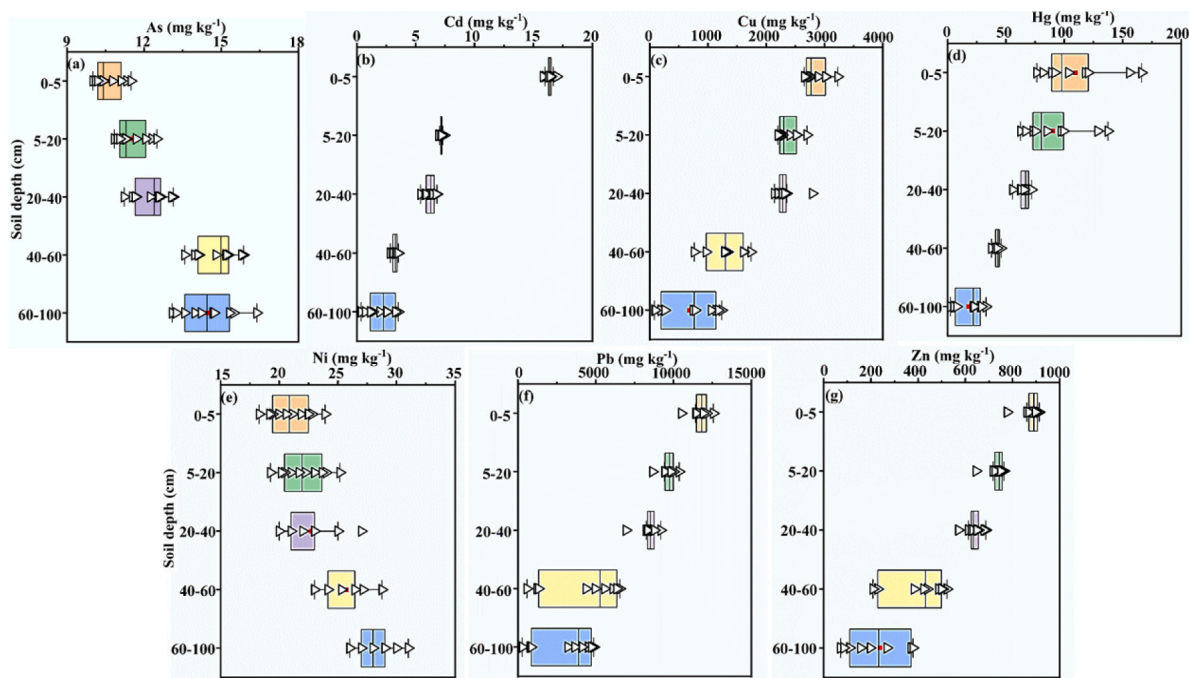 As (mg kg-1)
9 12 15 18
(a)
0-5
5-20
20-40
40-60
60-100
Soil depth (cm)
Cd (mg kg-1)
0 5 10 15 20
(b)
0-5
5-20
20-40
40-60
60-100
Cu (mg kg-1)
0 1000 2000 3000 4000
(c)
0-5
5-20
20-40
40-60
60-100
Hg (mg kg-1)
0 50 100 150 200
(d)
0-5
5-20
20-40
40-60
60-100
Ni (mg kg-1)
15 20 25 30 35
(e)
0-5
5-20
20-40
40-60
60-100
Soil depth (cm)
Pb (mg kg-1)
0 5000 10000 15000
(f)
0-5
5-20
20-40
40-60
60-100
Zn (mg kg-1)
0 200 400 600 800 1000
(g)
0-5
5-20
20-40
40-60
60-100